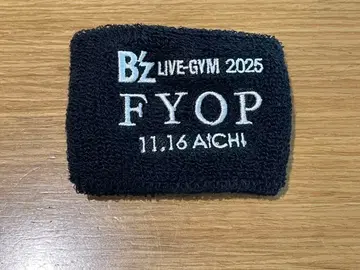 B'z LIVE-GYM 2025
FYOP
11.16 AICHI